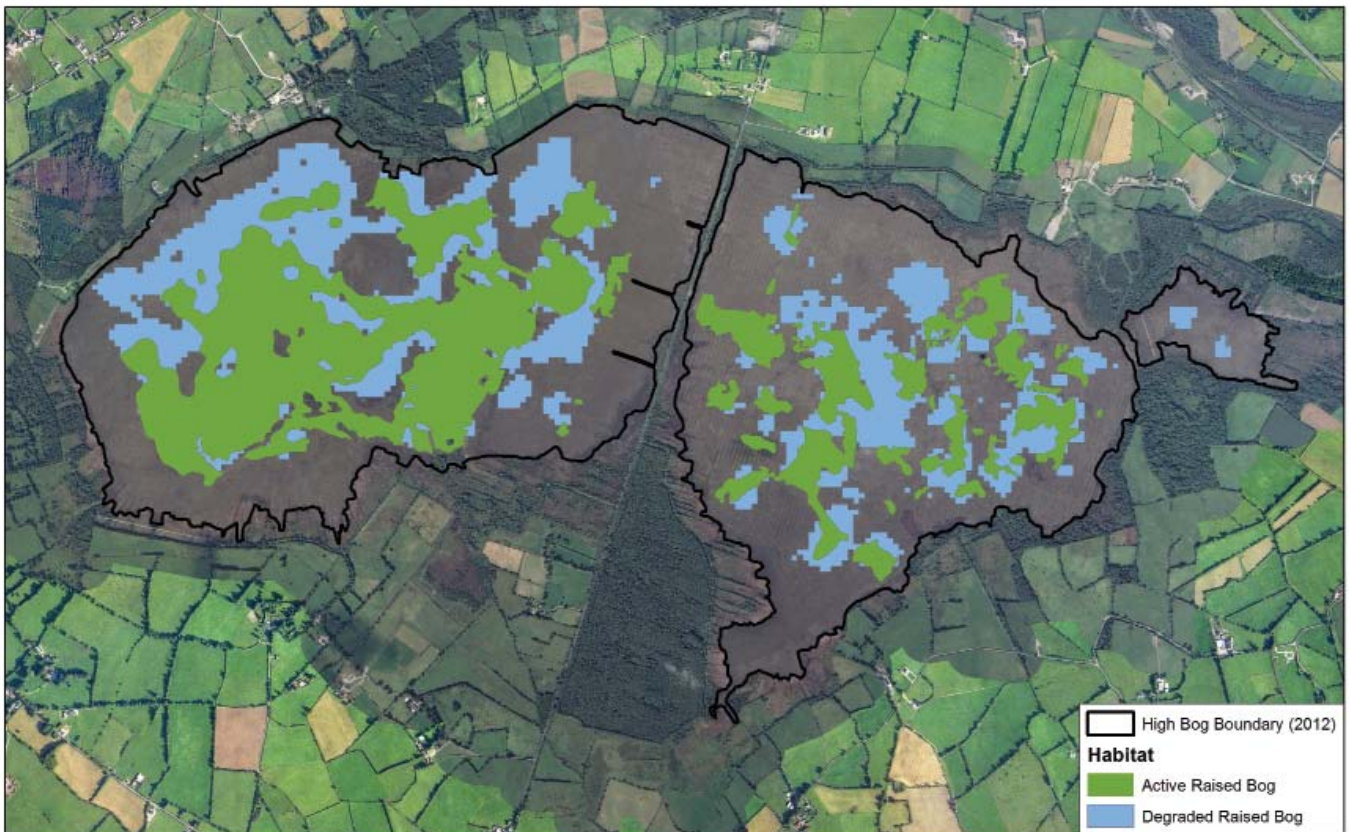 High Bog Boundary (2012)
Habitat
Active Raised Bog
Degraded Raised Bog